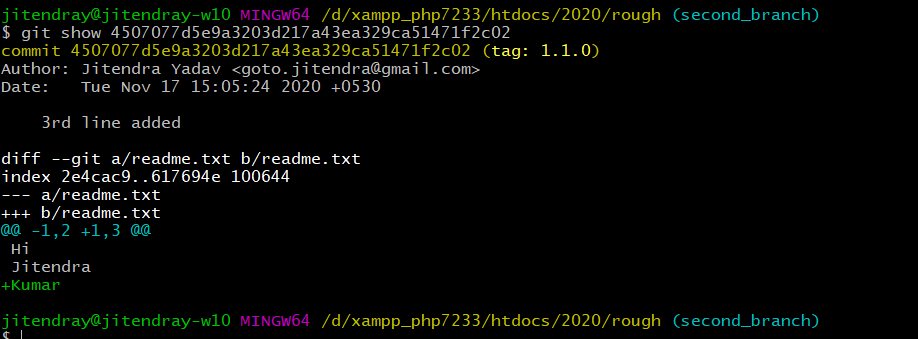 jitendray@jitendray-w10 MINGW64 /d/xampp_php7233/htdocs/2020/rough (second_branch)
$ git show 4507077d5e9a3203d217a43ea329ca51471f2c02
commit 4507077d5e9a3203d217a43ea329ca51471f2c02 (tag: 1.1.0)
Author: Jitendra Yadav <goto.jitendra@gmail.com>
Date:   Tue Nov 17 15:05:24 2020 +0530
    3rd line added
diff --git a/readme.txt b/readme.txt
index 2e4cac9..617694e 100644
--- a/readme.txt
+++ b/readme.txt
@@ -1,2 +1,3 @@
 Hi
 Jitendra
+Kumar
jitendray@jitendray-w10 MINGW64 /d/xampp_php7233/htdocs/2020/rough (second_branch)
$